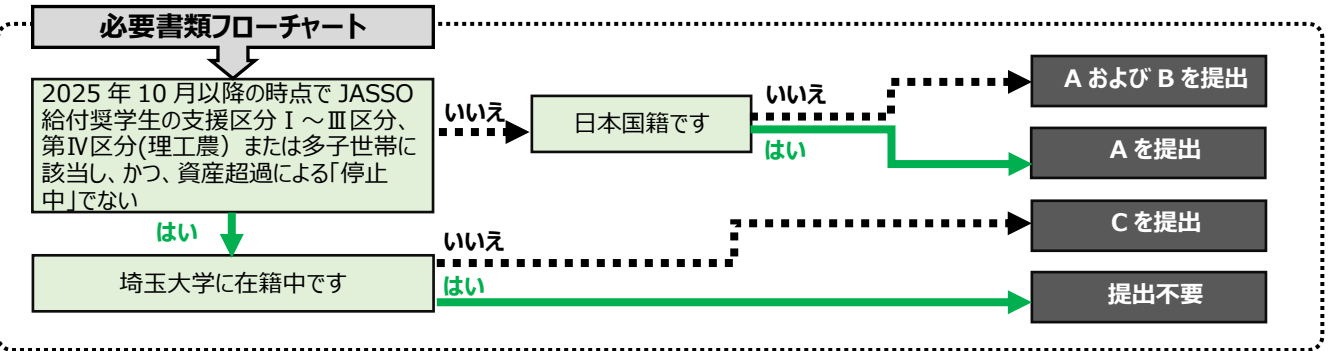 必要書類フローチャート
2025 年 10 月以降の時点で JASSO
給付奨学生の支援区分Ⅰ～Ⅲ区分、
第Ⅳ区分(理工農）または多子世帯に
該当し、かつ、資産超過による「停止
中」でない
いいえ
日本国籍です
いいえ
はい
A および B を提出
A を提出
はい
埼玉大学に在籍中です
いいえ
はい
C を提出
提出不要